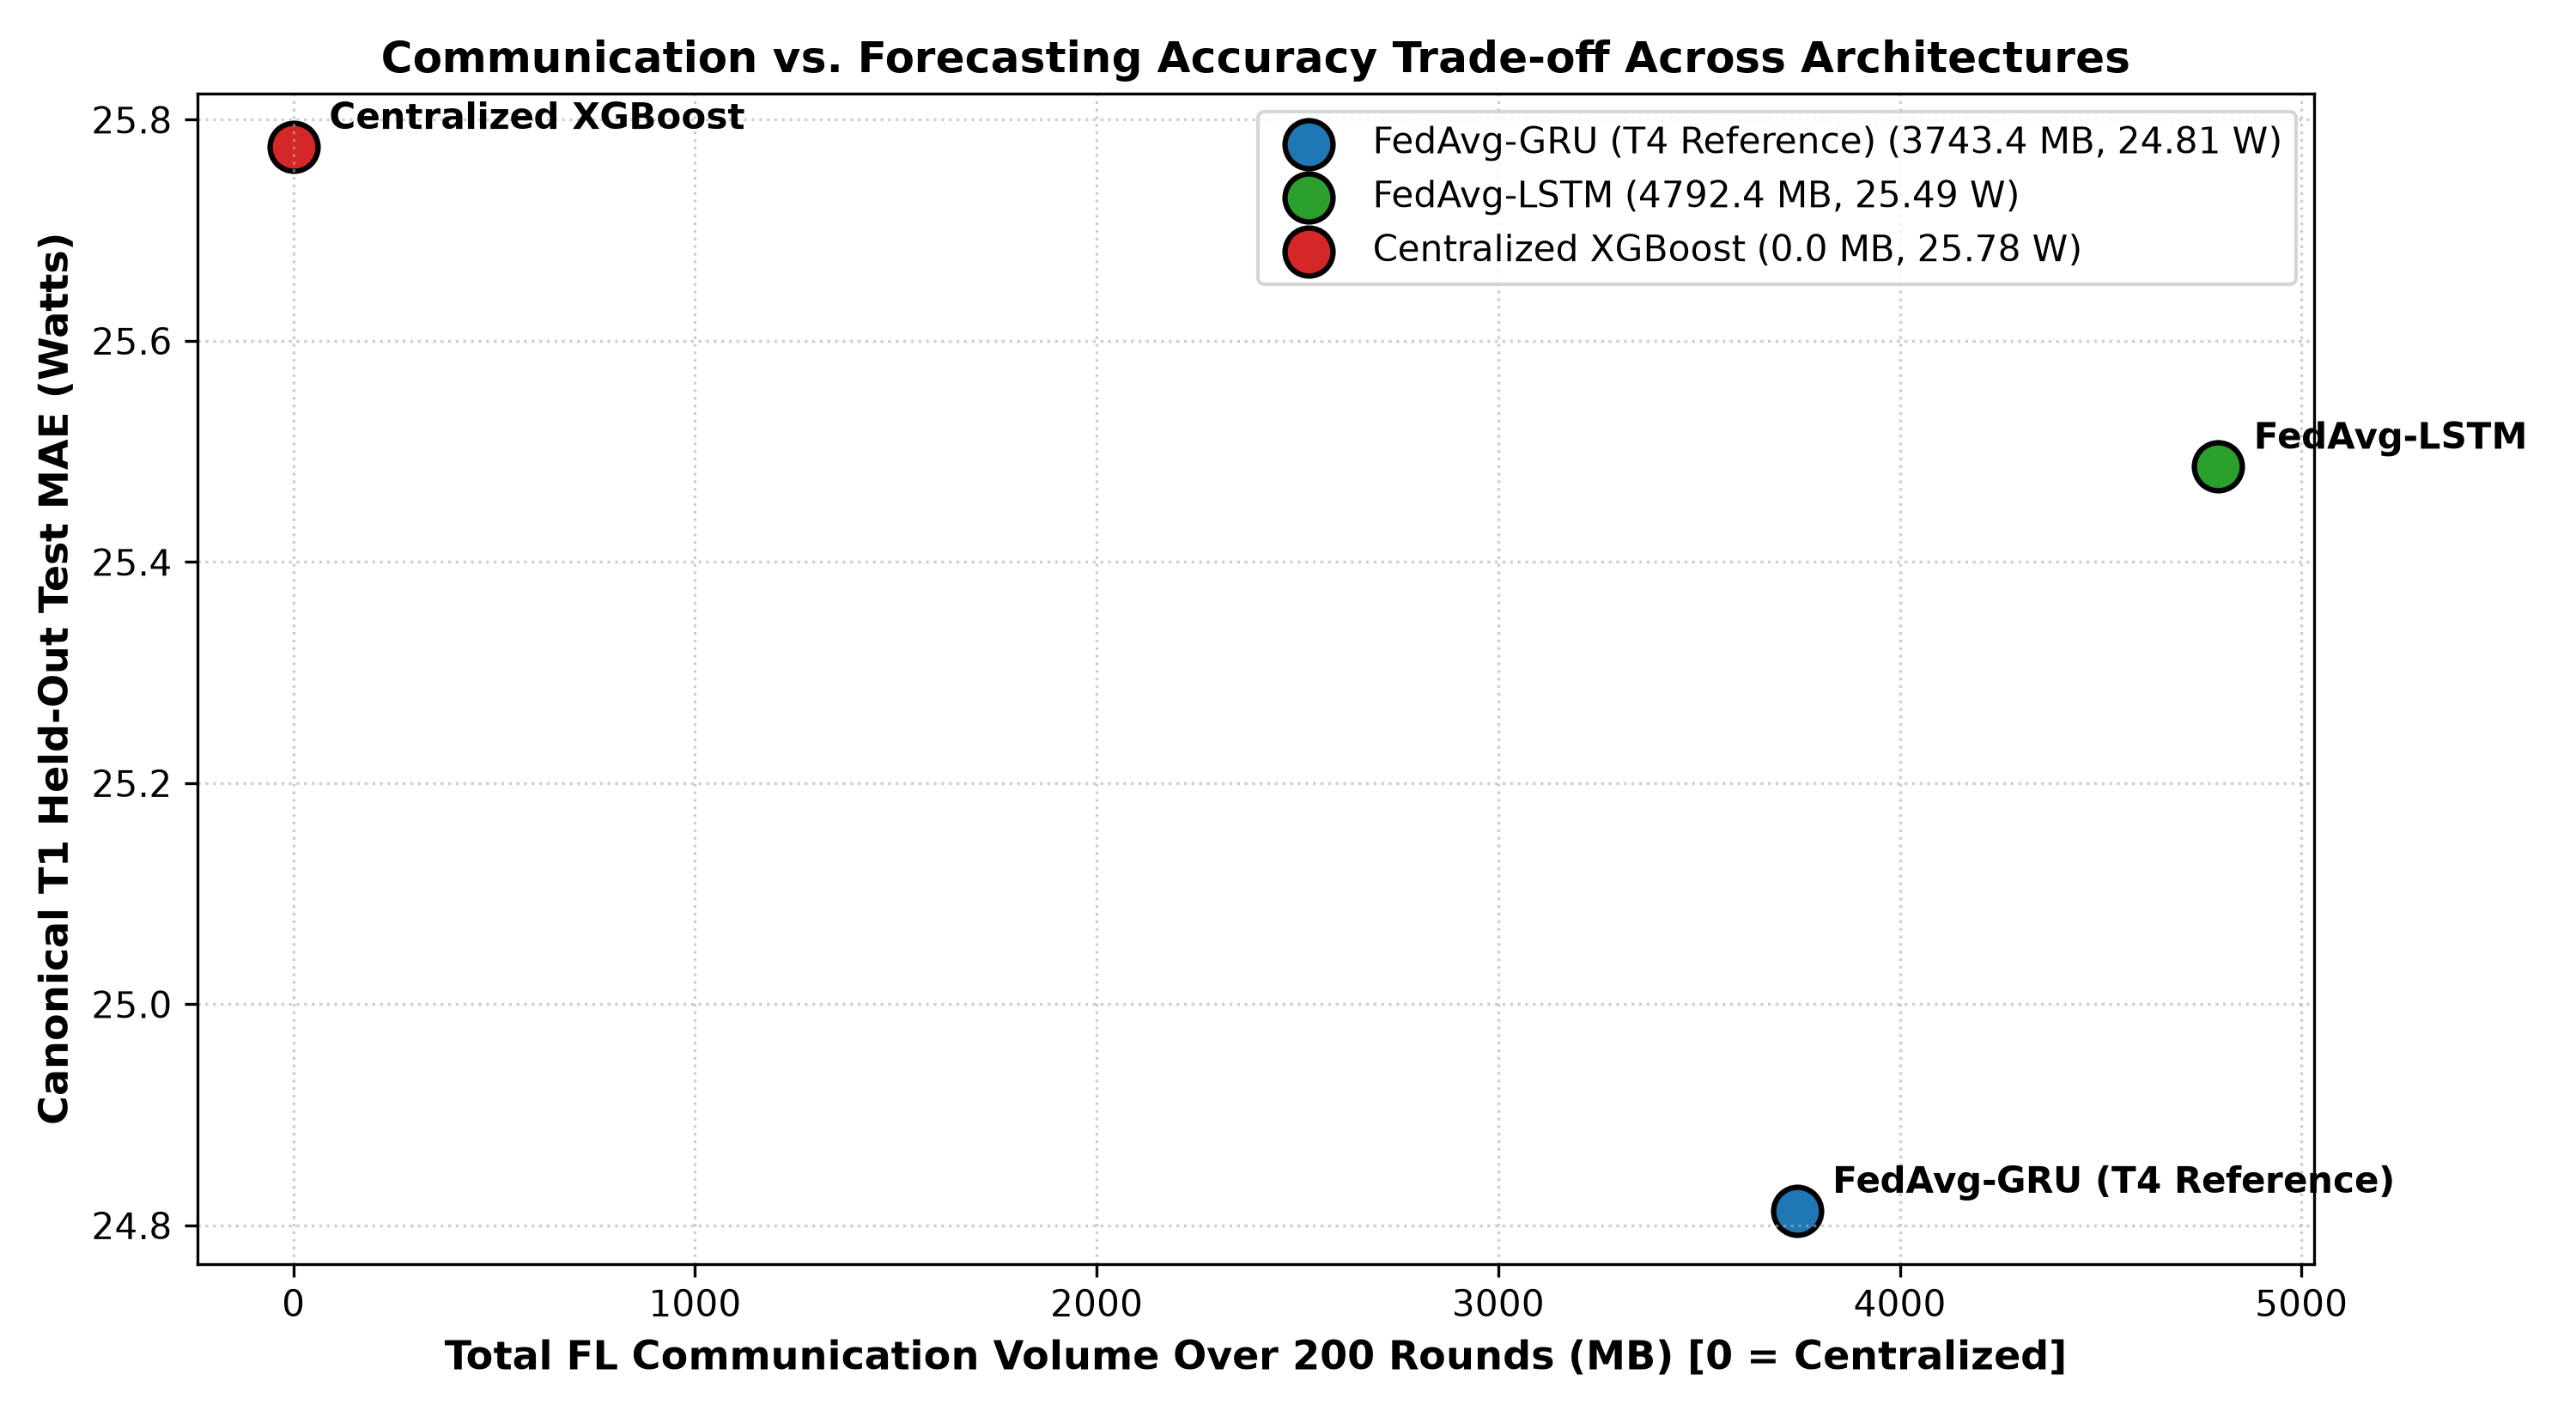 Communication vs. Forecasting Accuracy Trade-off Across Architectures
Canonical T1 Held-Out Test MAE (Watts)
25.8
25.6
25.4
25.2
25.0
24.8
Centralized XGBoost
FedAvg-GRU (T4 Reference) (3743.4 MB, 24.81 W)
FedAvg-LSTM (4792.4 MB, 25.49 W)
Centralized XGBoost (0.0 MB, 25.78 W)
FedAvg-LSTM
FedAvg-GRU (T4 Reference)
0 1000 2000 3000 4000 5000
Total FL Communication Volume Over 200 Rounds (MB) [0 = Centralized]